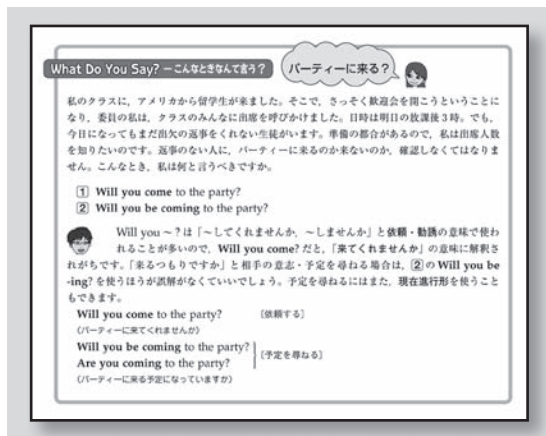 What Do You Say? －こんなときなんて言う？
パーティーに来る？
私のクラスに，アメリカから留学生が来ました。そこで，さっそく歓迎会を開こうということに
なり，委員の私は，クラスのみんなに出席を呼びかけました。日時は明日の放課後3時。でも，
今日になってもまだ出欠の返事をくれない生徒がいます。準備の都合があるので，私は出席人数
を知りたいのです。返事のない人に，パーティーに来るのか来ないのか，確認しなくてはなりま
せん。こんなとき，私は何と言うべきですか。
1 Will you come to the party?
2 Will you be coming to the party?
Will you ～？は「～してくれませんか，～しませんか」と依頼・勧誘の意味で使わ
れることが多いので，Will you come? だと，「来てくれませんか」の意味に解釈さ
れがちです。「来るつもりですか」と相手の意志・予定を尋ねる場合は，2のWill you be
-ing? を使うほうが誤解がなくていいでしょう。予定を尋ねるにはまた，現在進行形を使うこと
もできます。
Will you come to the party? ［依頼する］
（パーティーに来てくれませんか）
Will you be coming to the party?
Are you coming to the party? ［予定を尋ねる］
（パーティーに来る予定になっていますか）